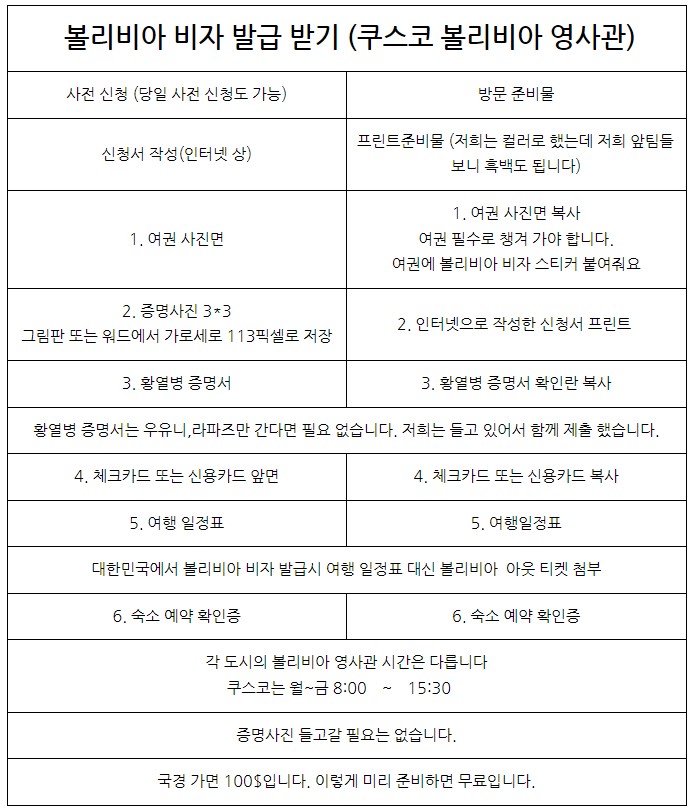 볼리비아 비자 발급 받기 (쿠스코 볼리비아 영사관)
사전 신청 (당일 사전 신청도 가능)
방문 준비물
신청서 작성(인터넷 상)
프린트준비물 (저희는 컬러로 했는데 저희 앞팀들
보니 흑백도 됩니다)
1. 여권 사진면
1. 여권 사진면 복사
여권 필수로 챙겨 가야 합니다.
여권에 볼리비아 비자 스티커 붙여줘요
2. 증명사진 3*3
그림판 또는 워드에서 가로세로 113픽셀로 저장
2. 인터넷으로 작성한 신청서 프린트
3. 황열병 증명서
3. 황열병 증명서 확인란 복사
황열병 증명서는 우유니,라파즈만 간다면 필요 없습니다. 저희는 들고 있어서 함께 제출 했습니다.
4. 체크카드 또는 신용카드 앞면
4. 체크카드 또는 신용카드 복사
5. 여행 일정표
5. 여행일정표
대한민국에서 볼리비아 비자 발급시 여행 일정표 대신 볼리비아 아웃 티켓 첨부
6. 숙소 예약 확인증
6. 숙소 예약 확인증
각 도시의 볼리비아 영사관 시간은 다릅니다
쿠스코는 월~금 8:00 ~ 15:30
증명사진 들고갈 필요는 없습니다.
국경 가면 100$입니다. 이렇게 미리 준비하면 무료입니다.